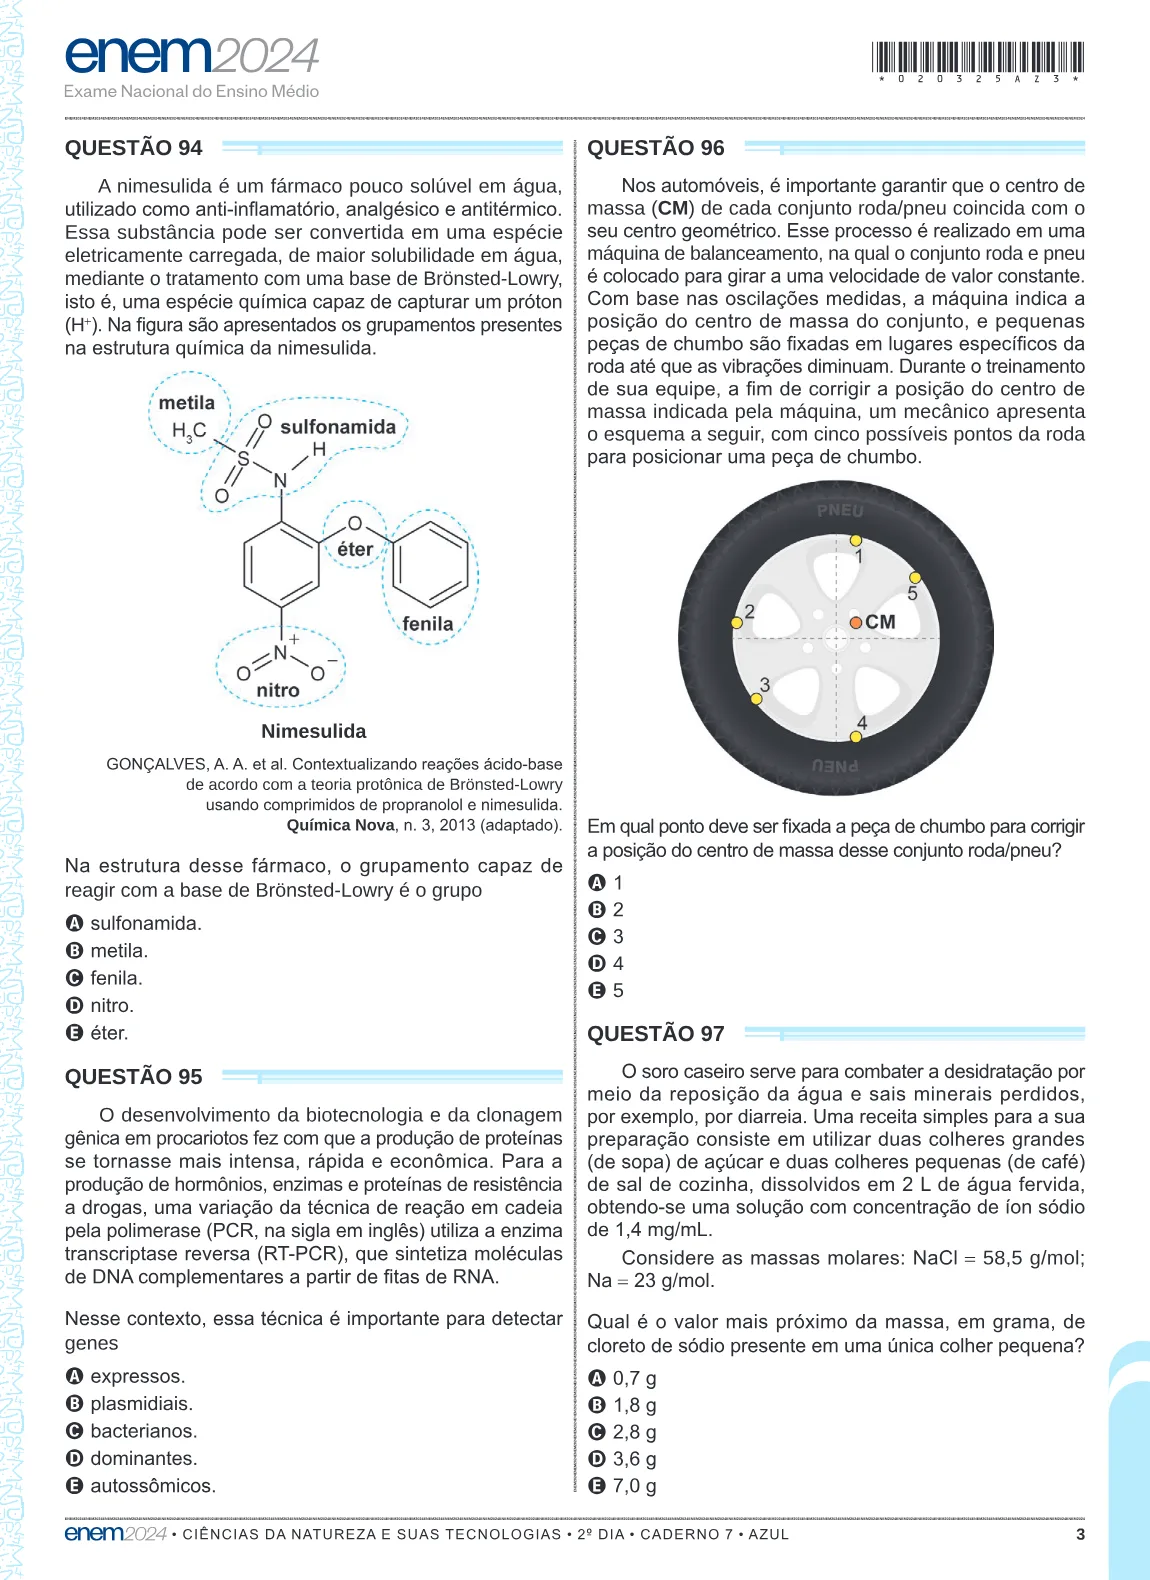 enem2024
Exame Nacional do Ensino Médio
*020325AZ3*
QUESTÃO 94
A nimesulida é um fármaco pouco solúvel em água,
utilizado como anti-inflamatório, analgésico e antitérmico.
Essa substância pode ser convertida em uma espécie
eletricamente carregada, de maior solubilidade em água,
mediante o tratamento com uma base de Brönsted-Lowry,
isto é, uma espécie química capaz de capturar um próton
(H⁺). Na figura são apresentados os grupamentos presentes
na estrutura química da nimesulida.
metila
H₃C
O
sulfonamida
H
S
N
O
O
éter
fenila
N
+
O
O
−
nitro
Nimesulida
GONÇALVES, A. A. et al. Contextualizando reações ácido-base
de acordo com a teoria protônica de Brönsted-Lowry
usando comprimidos de propranolol e nimesulida.
Química Nova, n. 3, 2013 (adaptado).
Na estrutura desse fármaco, o grupamento capaz de
reagir com a base de Brönsted-Lowry é o grupo
A sulfonamida.
B metila.
C fenila.
D nitro.
E éter.
QUESTÃO 95
O desenvolvimento da biotecnologia e da clonagem
gênica em procariotos fez com que a produção de proteínas
se tornasse mais intensa, rápida e econômica. Para a
produção de hormônios, enzimas e proteínas de resistência
a drogas, uma variação da técnica de reação em cadeia
pela polimerase (PCR, na sigla em inglês) utiliza a enzima
transcriptase reversa (RT-PCR), que sintetiza moléculas
de DNA complementares a partir de fitas de RNA.
Nesse contexto, essa técnica é importante para detectar
genes
A expressos.
B plasmidiais.
C bacterianos.
D dominantes.
E autossômicos.
QUESTÃO 96
Nos automóveis, é importante garantir que o centro de
massa (CM) de cada conjunto roda/pneu coincida com o
seu centro geométrico. Esse processo é realizado em uma
máquina de balanceamento, na qual o conjunto roda e pneu
é colocado para girar a uma velocidade de valor constante.
Com base nas oscilações medidas, a máquina indica a
posição do centro de massa do conjunto, e pequenas
peças de chumbo são fixadas em lugares específicos da
roda até que as vibrações diminuam. Durante o treinamento
de sua equipe, a fim de corrigir a posição do centro de
massa indicada pela máquina, um mecânico apresenta
o esquema a seguir, com cinco possíveis pontos da roda
para posicionar uma peça de chumbo.
PNEU
1
5
2
CM
3
4
PNEU
Em qual ponto deve ser fixada a peça de chumbo para corrigir
a posição do centro de massa desse conjunto roda/pneu?
A 1
B 2
C 3
D 4
E 5
QUESTÃO 97
O soro caseiro serve para combater a desidratação por
meio da reposição da água e sais minerais perdidos,
por exemplo, por diarreia. Uma receita simples para a sua
preparação consiste em utilizar duas colheres grandes
(de sopa) de açúcar e duas colheres pequenas (de café)
de sal de cozinha, dissolvidos em 2 L de água fervida,
obtendo-se uma solução com concentração de íon sódio
de 1,4 mg/mL.
Considere as massas molares: NaCl = 58,5 g/mol;
Na = 23 g/mol.
Qual é o valor mais próximo da massa, em grama, de
cloreto de sódio presente em uma única colher pequena?
A 0,7 g
B 1,8 g
C 2,8 g
D 3,6 g
E 7,0 g
enem2024 • CIÊNCIAS DA NATUREZA E SUAS TECNOLOGIAS • 2º DIA • CADERNO 7 • AZUL
3